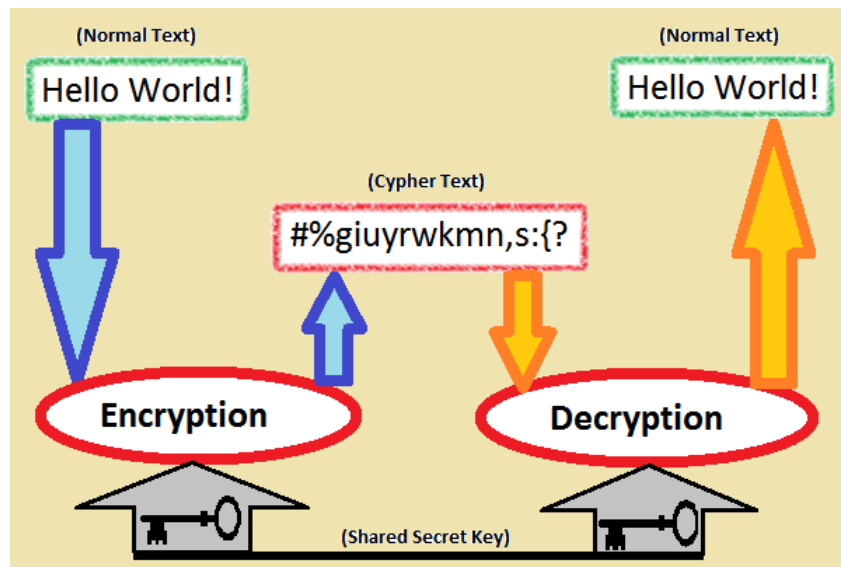 (Normal Text)
(Normal Text)
Hello World!
Hello World!
(Cypher Text)
#%giuyrwkmn,s:{?
Encryption
Decryption
(Shared Secret Key)